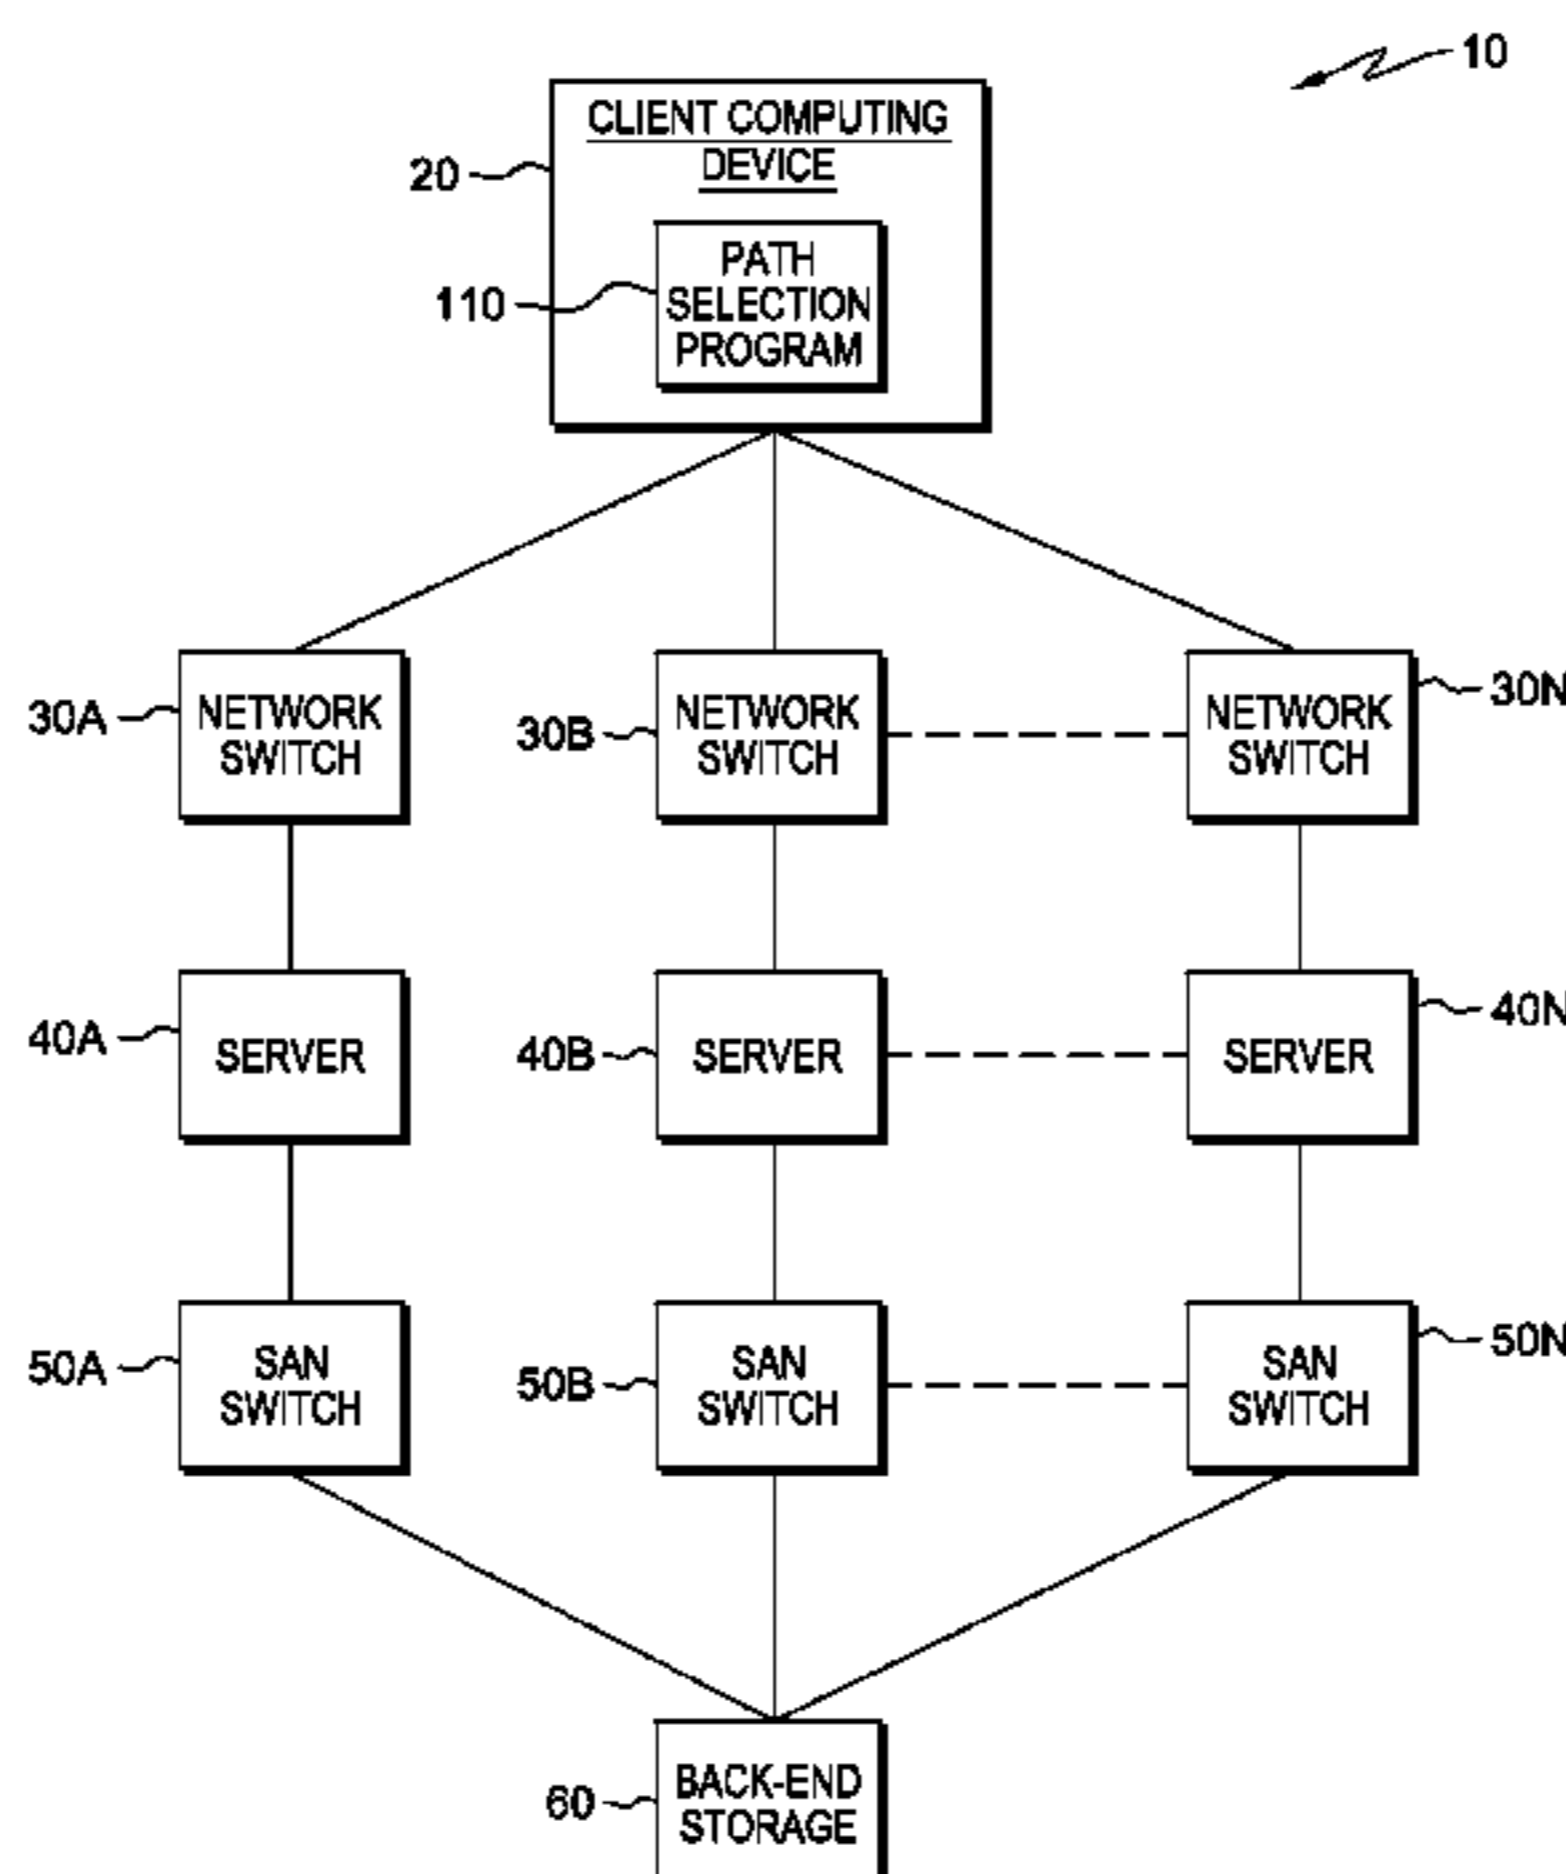 10
CLIENT COMPUTING
DEVICE
20
PATH
SELECTION
PROGRAM
110
30A
NETWORK
SWITCH
30B
NETWORK
SWITCH
30N
NETWORK
SWITCH
40A
SERVER
40B
SERVER
40N
SERVER
50A
SAN
SWITCH
50B
SAN
SWITCH
50N
SAN
SWITCH
60
BACK-END
STORAGE